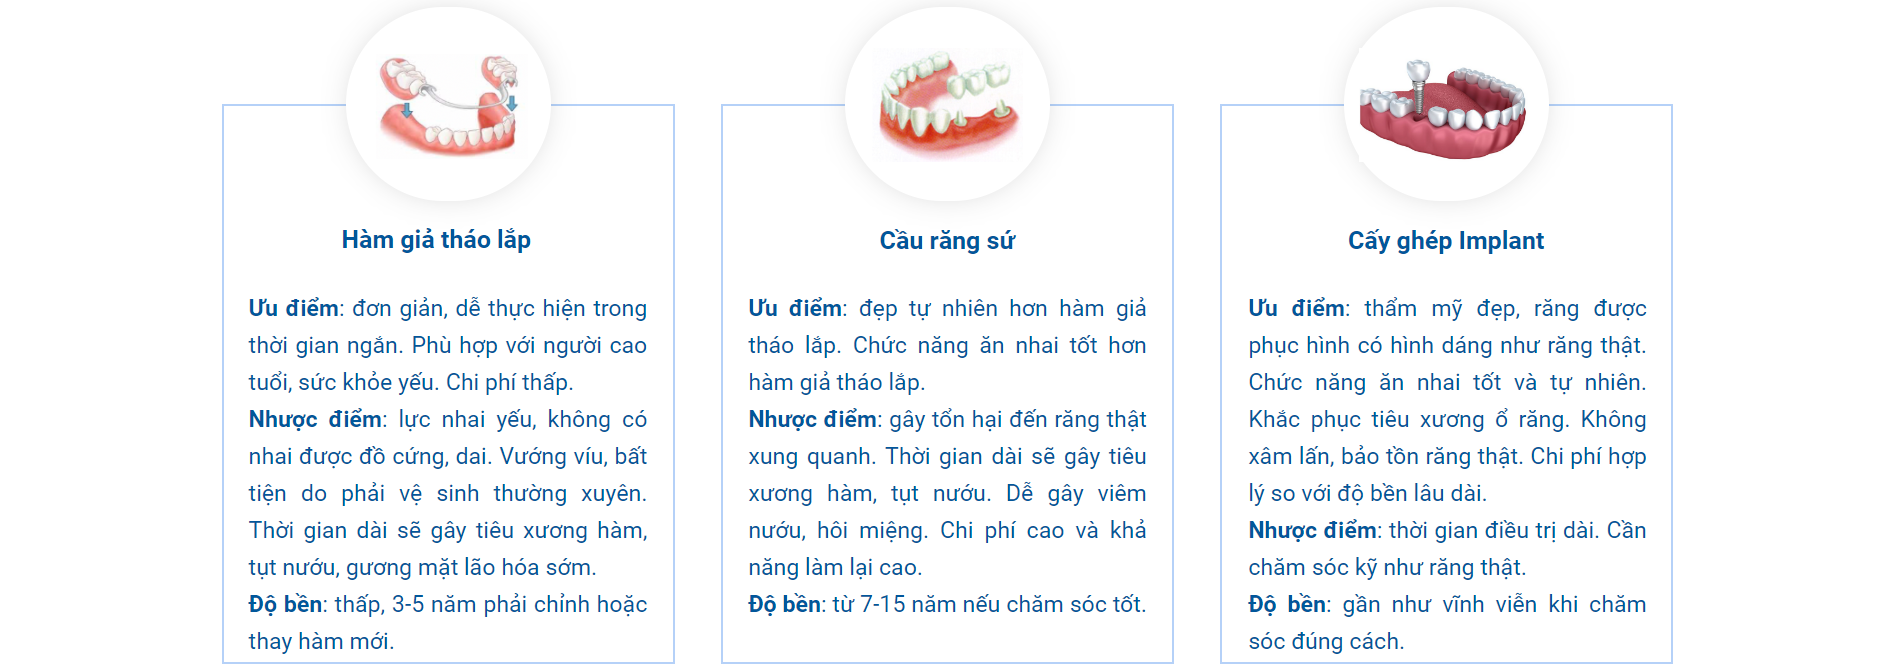 Hàm giả tháo lắp
Ưu điểm: đơn giản, dễ thực hiện trong
thời gian ngắn. Phù hợp với người cao
tuổi, sức khỏe yếu. Chi phí thấp.
Nhược điểm: lực nhai yếu, không có
nhai được đồ cứng, dai. Vướng víu, bất
tiện do phải vệ sinh thường xuyên.
Thời gian dài sẽ gây tiêu xương hàm,
tụt nướu, gương mặt lão hóa sớm.
Độ bền: thấp, 3-5 năm phải chỉnh hoặc
thay hàm mới.
Cầu răng sứ
Ưu điểm: đẹp tự nhiên hơn hàm giả
tháo lắp. Chức năng ăn nhai tốt hơn
hàm giả tháo lắp.
Nhược điểm: gây tổn hại đến răng thật
xung quanh. Thời gian dài sẽ gây tiêu
xương hàm, tụt nướu. Dễ gây viêm
nướu, hôi miệng. Chi phí cao và khả
năng làm lại cao.
Độ bền: từ 7-15 năm nếu chăm sóc tốt.
Cấy ghép Implant
Ưu điểm: thẩm mỹ đẹp, răng được
phục hình có hình dáng như răng thật.
Chức năng ăn nhai tốt và tự nhiên.
Khắc phục tiêu xương ổ răng. Không
xâm lấn, bảo tồn răng thật. Chi phí hợp
lý so với độ bền lâu dài.
Nhược điểm: thời gian điều trị dài. Cần
chăm sóc kỹ như răng thật.
Độ bền: gần như vĩnh viễn khi chăm
sóc đúng cách.